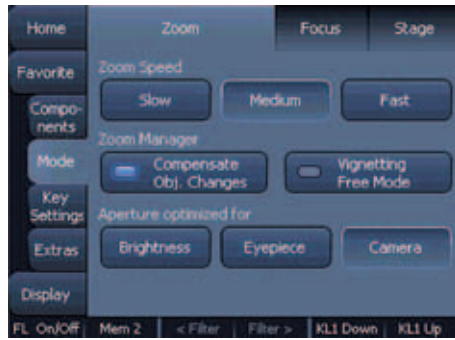 Home
Zoom
Focus
Stage
Favorite
Zoom Speed
Slow
Medium
Fast
Compo-
nents
Zoom Manager
Mode
Compensate
Obj. Changes
Vignetting
Free Mode
Key
Settings
Aperture optimized for
Extras
Brightness
Eyepiece
Camera
Display
FL On/Off
Mem 2
< Filter
Filter >
KL1 Down
KL1 Up